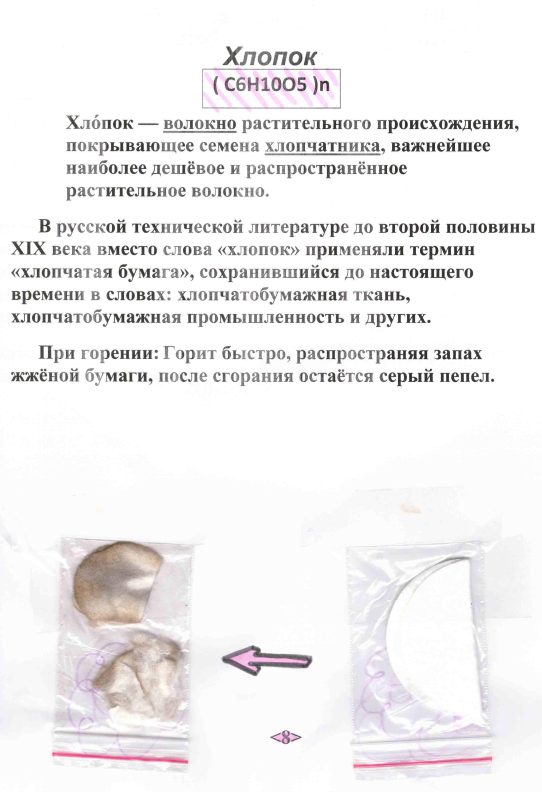 Хлопок
( С6Н10О5 )n
Хло́пок — волокно растительного происхождения,
покрывающее семена хлопчатника, важнейшее
наиболее дешёвое и распространённое
растительное волокно.
В русской технической литературе до второй половины
XIX века вместо слова «хлопок» применяли термин
«хлопчатая бумага», сохранившийся до настоящего
времени в словах: хлопчатобумажная ткань,
хлопчатобумажная промышленность и других.
При горении: Горит быстро, распространяя запах
жжёной бумаги, после сгорания остаётся серый пепел.
8